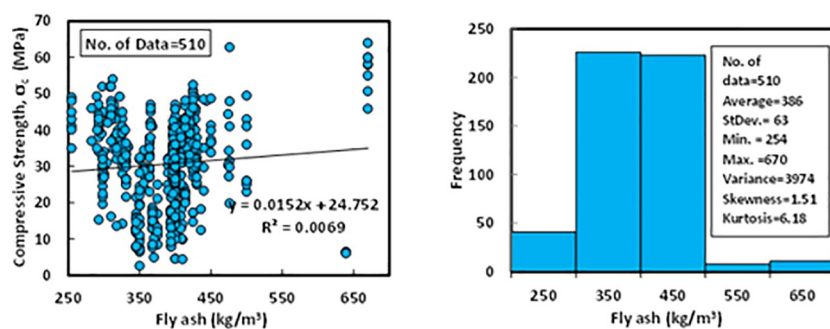 70
60
50
40
30
20
10
0
Compressive Strength, σc (MPa)
No. of Data=510
y = 0.0152x + 24.752
R² = 0.0069
250 350 450 550 650
Fly ash (kg/m³)
250
200
150
100
50
0
Frequency
No. of
data=510
Average=386
StDev.= 63
Min. = 254
Max. =670
Variance=3974
Skewness=1.51
Kurtosis=6.18
250 350 450 550 650
Fly ash (kg/m³)